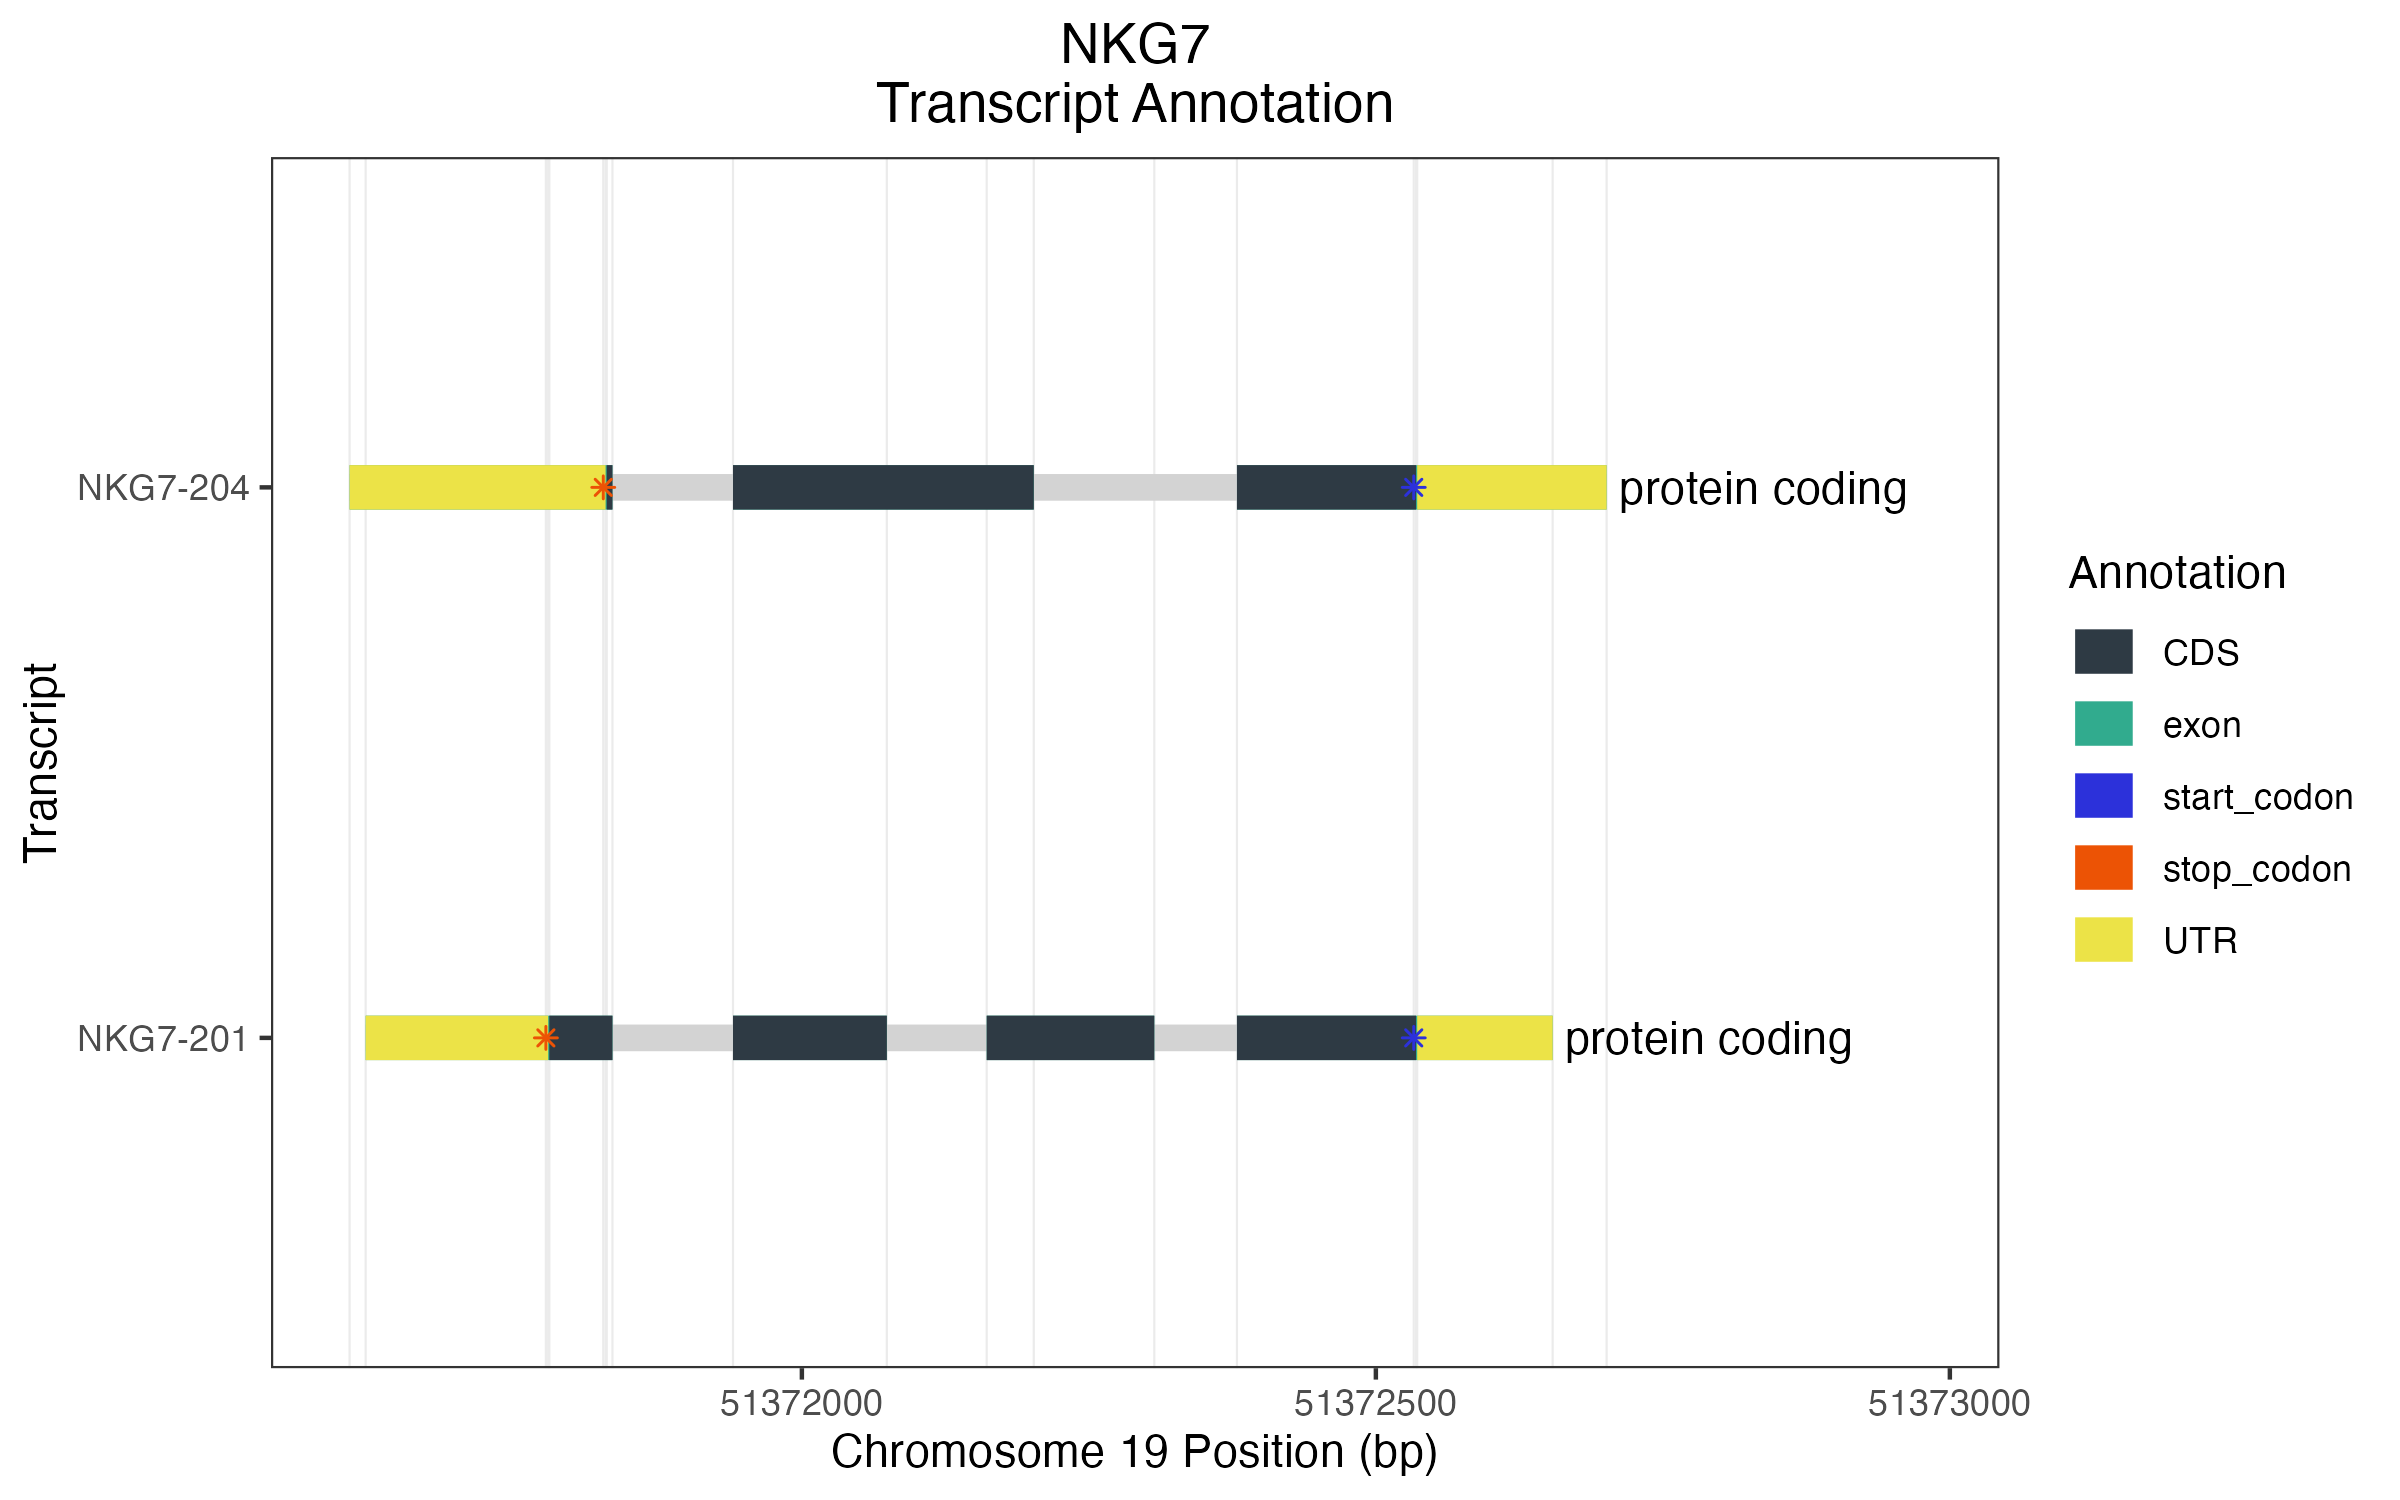 NKG7
Transcript Annotation
Transcript
NKG7-204
protein coding
NKG7-201
protein coding
51372000
51372500
51373000
Chromosome 19 Position (bp)
Annotation
CDS
exon
start_codon
stop_codon
UTR